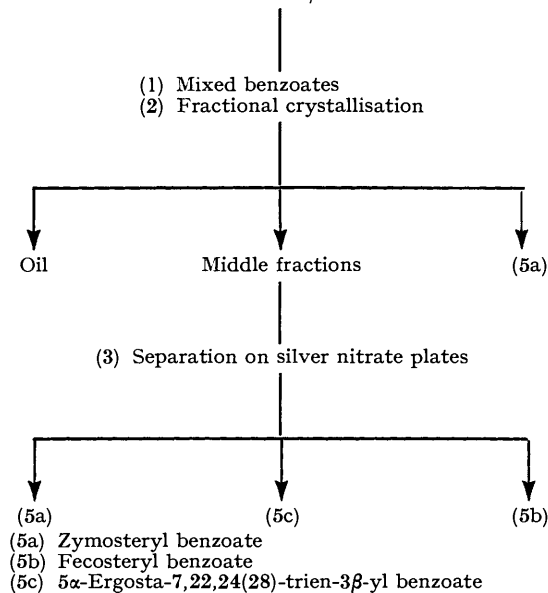 (1) Mixed benzoates
(2) Fractional crystallisation
Oil
Middle fractions
(5a)
(3) Separation on silver nitrate plates
(5a)
(5c)
(5b)
(5a) Zymosteryl benzoate
(5b) Fecosteryl benzoate
(5c) 5α-Ergosta-7,22,24(28)-trien-3β-yl benzoate